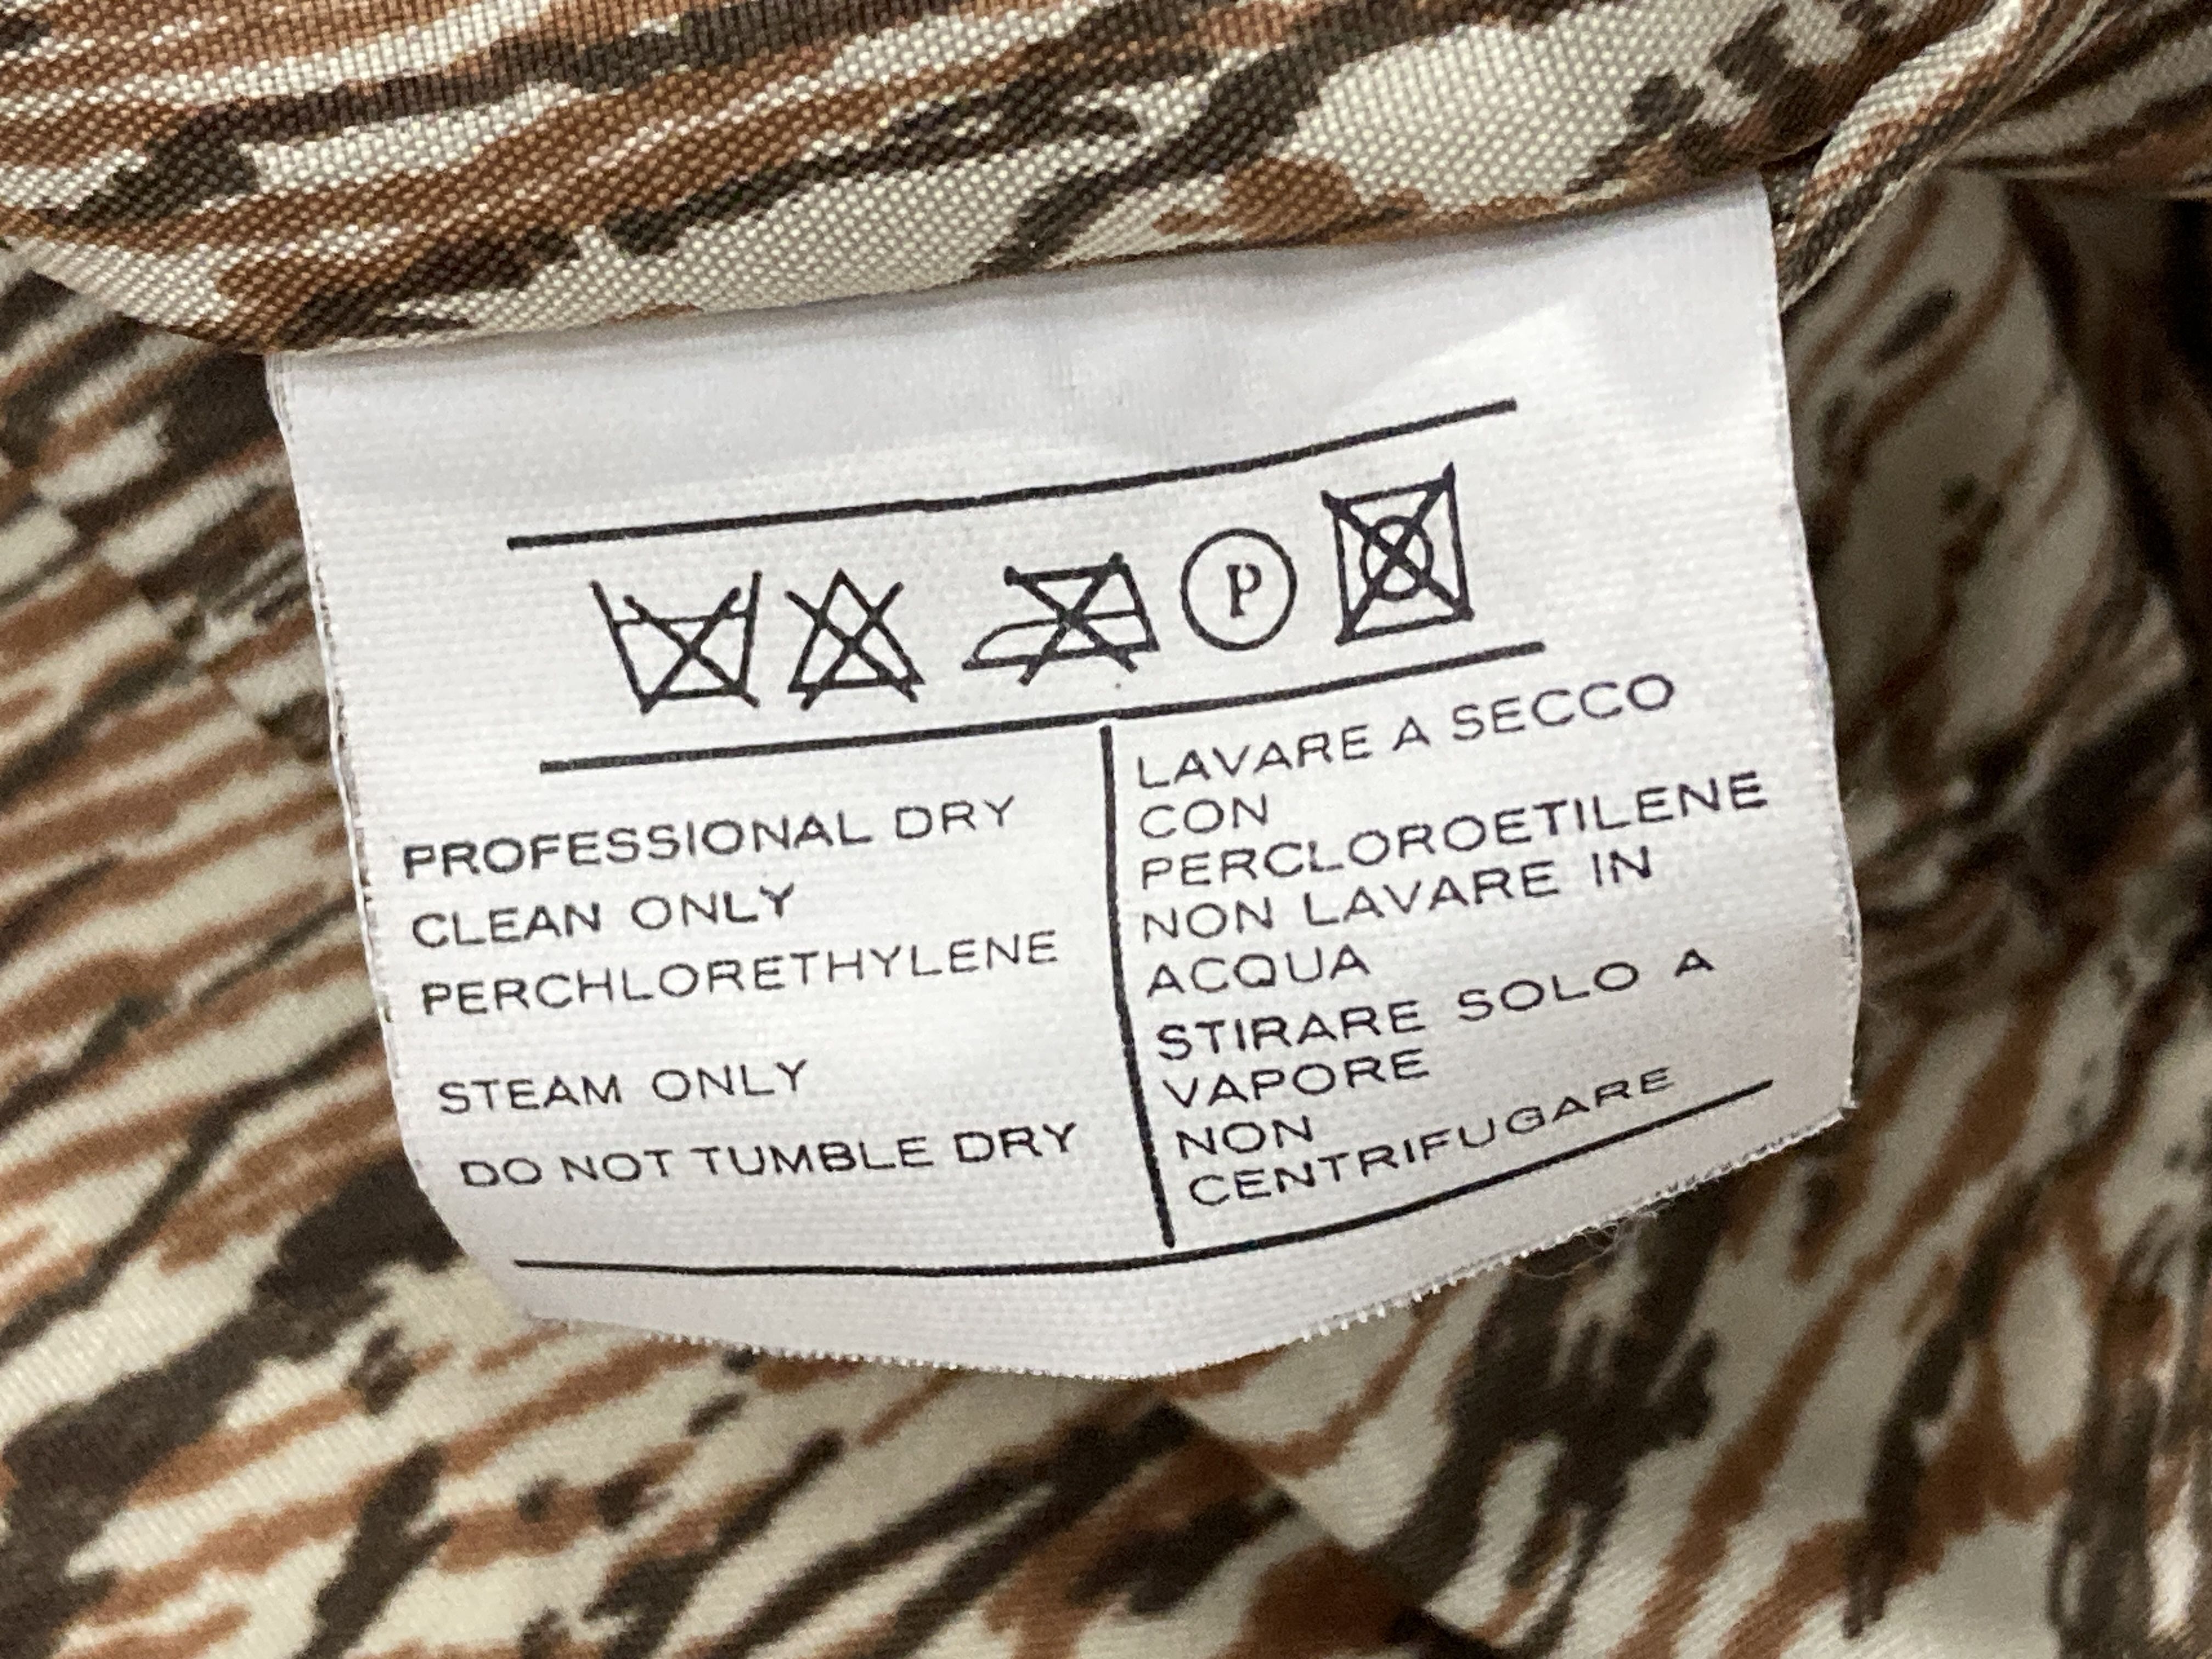 P
PROFESSIONAL DRY
CLEAN ONLY
PERCHLORETHYLENE
STEAM ONLY
DO NOT TUMBLE DRY
LAVARE A SECCO
CON
PERCLOROETILENE
NON LAVARE IN
ACQUA
STIRARE SOLO A
VAPORE
NON
CENTRIFUGARE